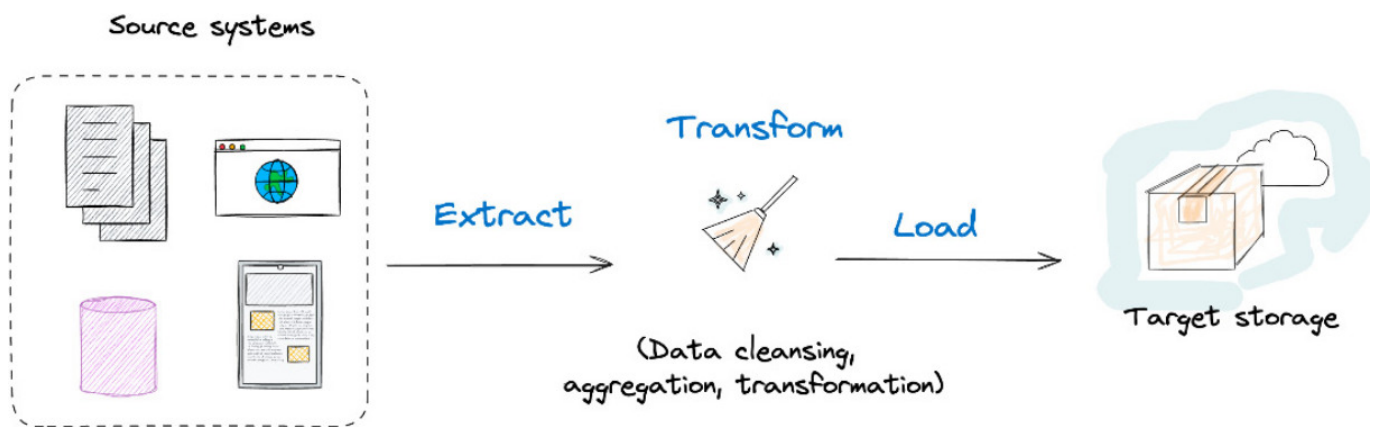 Source systems
Transform
Extract
Load
Target storage
(Data cleansing,
aggregation, transformation)